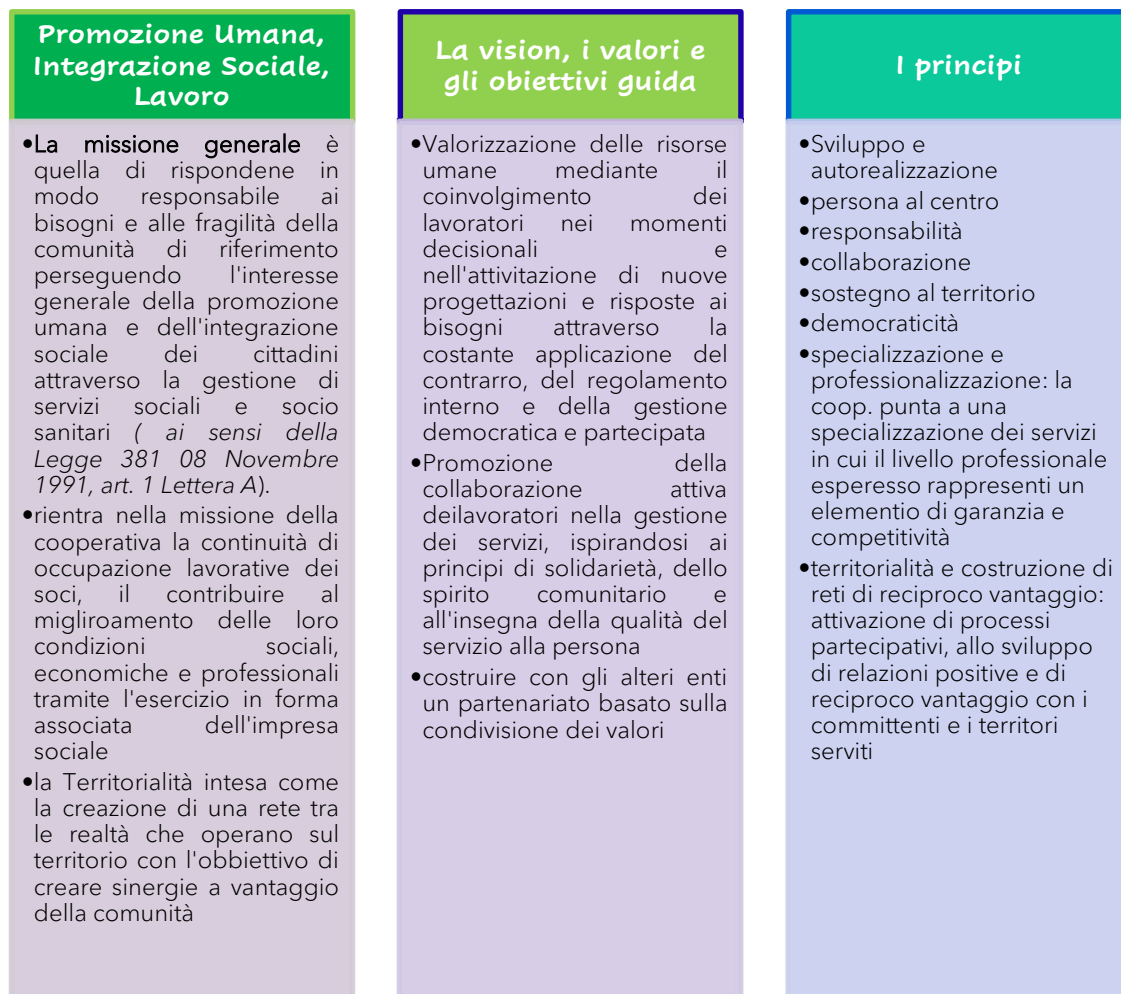 Promozione Umana,
Integrazione Sociale,
Lavoro
•La missione generale è
quella di rispondene in
modo responsabile ai
bisogni e alle fragilità della
comunità di riferimento
perseguendo l'interesse
generale della promozione
umana e dell'integrazione
sociale dei cittadini
attraverso la gestione di
servizi sociali e socio
sanitari ( ai sensi della
Legge 381 08 Novembre
1991, art. 1 Lettera A).
•rientra nella missione della
cooperativa la continuità di
occupazione lavorative dei
soci, il contribuire al
migliroamento delle loro
condizioni sociali,
economiche e professionali
tramite l'esercizio in forma
associata dell'impresa
sociale
•la Territorialità intesa come
la creazione di una rete tra
le realtà che operano sul
territorio con l'obbiettivo di
creare sinergie a vantaggio
della comunità
La vision, i valori e
gli obiettivi guida
•Valorizzazione delle risorse
umane mediante il
coinvolgimento dei
lavoratori nei momenti
decisionali e
nell'attivitazione di nuove
progettazioni e risposte ai
bisogni attraverso la
costante applicazione del
contrarro, del regolamento
interno e della gestione
democratica e partecipata
•Promozione della
collaborazione attiva
deilavoratori nella gestione
dei servizi, ispirandosi ai
principi di solidarietà, dello
spirito comunitario e
all'insegna della qualità del
servizio alla persona
•costruire con gli alteri enti
un partenariato basato sulla
condivisione dei valori
I principi
•Sviluppo e
autorealizzazione
•persona al centro
•responsabilità
•collaborazione
•sostegno al territorio
•democraticità
•specializzazione e
professionalizzazione: la
coop. punta a una
specializzazione dei servizi
in cui il livello professionale
esperesso rappresenti un
elementio di garanzia e
competitività
•territorialità e costruzione di
reti di reciproco vantaggio:
attivazione di processi
partecipativi, allo sviluppo
di relazioni positive e di
reciproco vantaggio con i
committenti e i territori
serviti